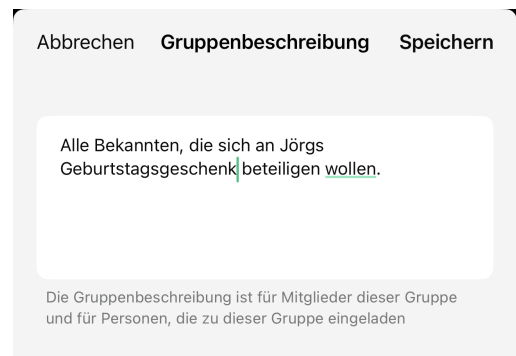 Abbrechen Gruppenbeschreibung Speichern
Alle Bekannten, die sich an Jörgs
Geburtstagsgeschenk beteiligen wollen.
Die Gruppenbeschreibung ist für Mitglieder dieser Gruppe
und für Personen, die zu dieser Gruppe eingeladen